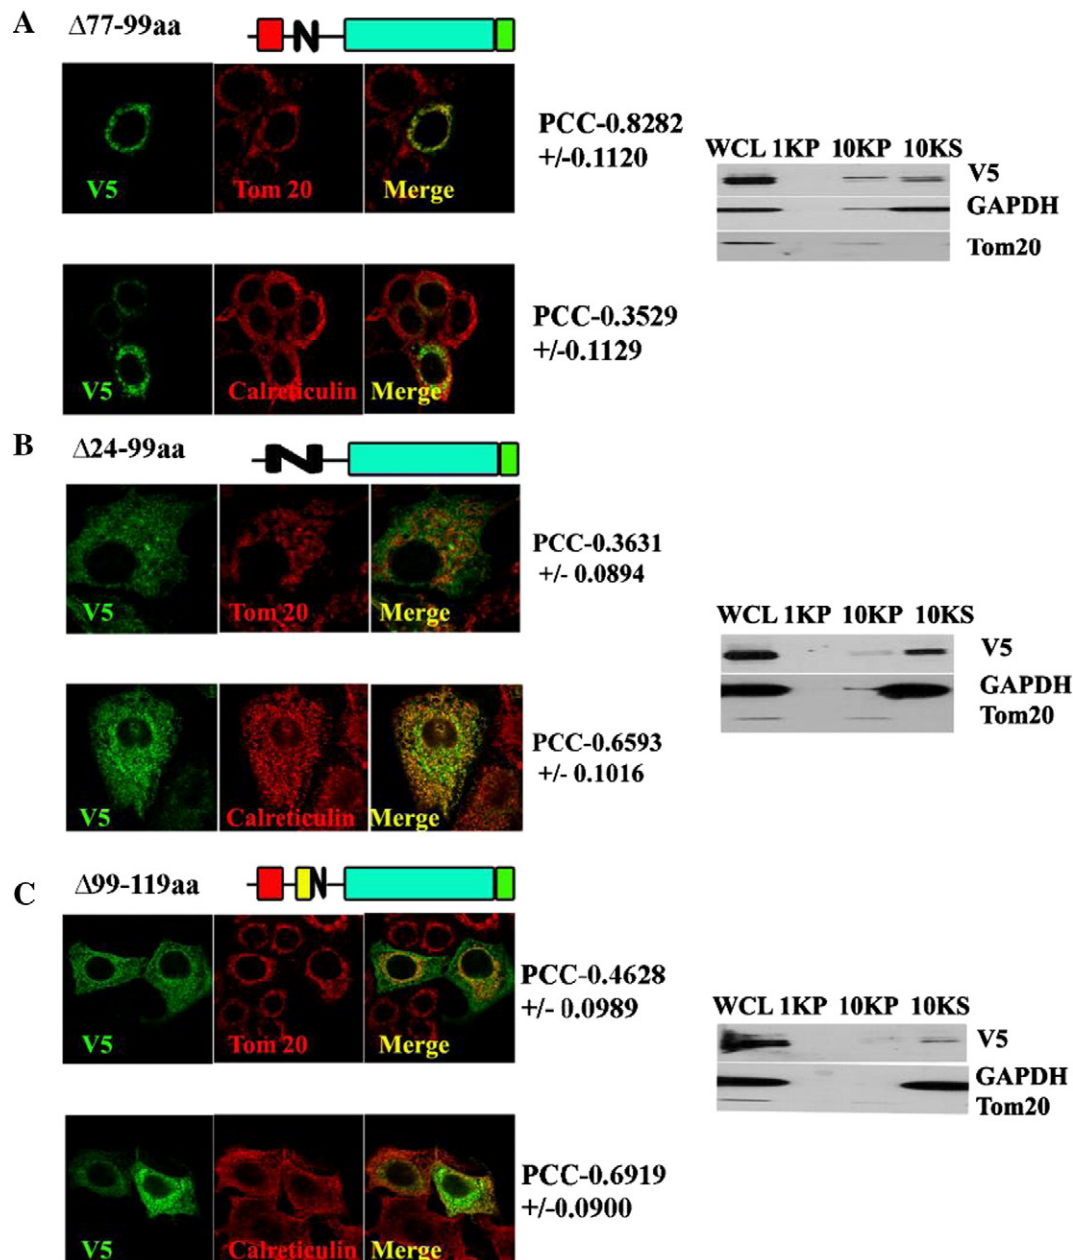 A Δ77-99aa
V5 Tom 20 Merge
PCC-0.8282
+/-0.1120
WCL 1KP 10KP 10KS
V5
GAPDH
Tom20
V5 Calreticulin Merge
PCC-0.3529
+/-0.1129
B Δ24-99aa
V5 Tom 20 Merge
PCC-0.3631
+/- 0.0894
WCL 1KP 10KP 10KS
V5
GAPDH
Tom20
V5 Calreticulin Merge
PCC-0.6593
+/- 0.1016
C Δ99-119aa
V5 Tom 20 Merge
PCC-0.4628
+/- 0.0989
WCL 1KP 10KP 10KS
V5
GAPDH
Tom20
V5 Calreticulin Merge
PCC-0.6919
+/-0.0900